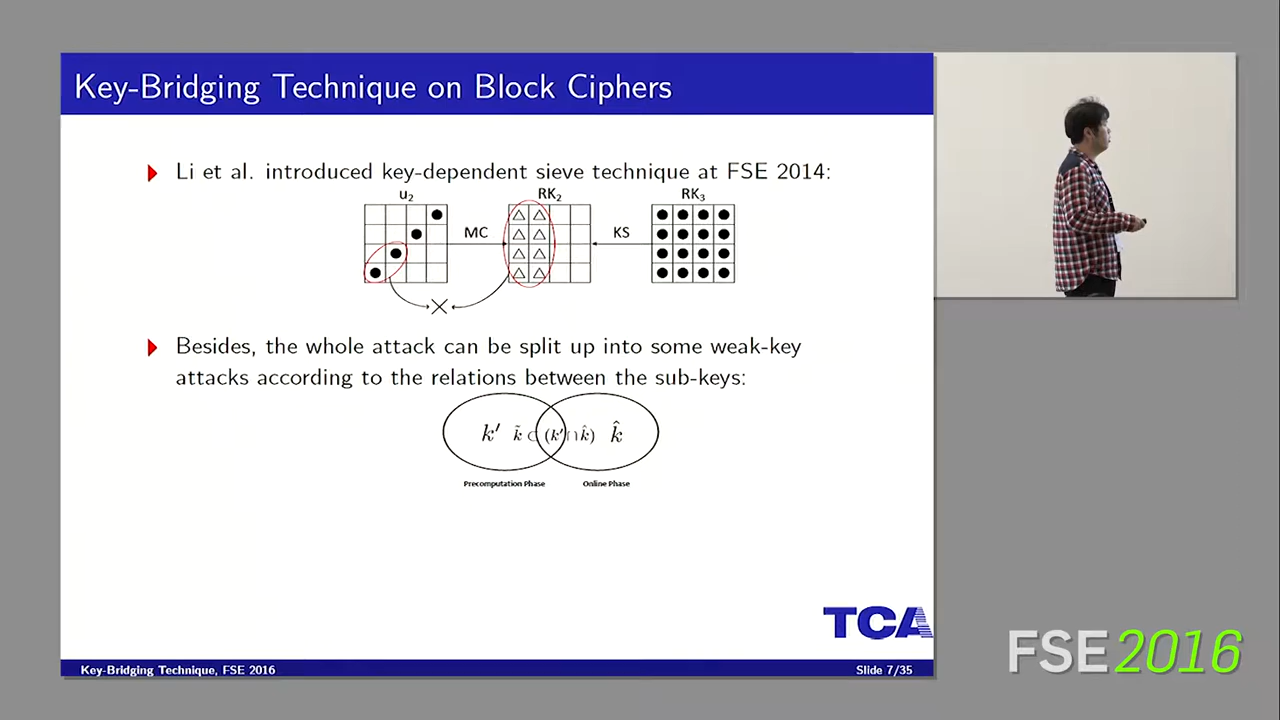 Key-Bridging Technique on Block Ciphers
Li et al. introduced key-dependent sieve technique at FSE 2014:
u₂
RK₂
RK₃
MC
KS
Besides, the whole attack can be split up into some weak-key
attacks according to the relations between the sub-keys:
k′ k̃ ⊂ (k′ ∩ k̂) k̂
Precomputation Phase
Online Phase
TCA
Key-Bridging Technique, FSE 2016
Slide 7/35
FSE 2016